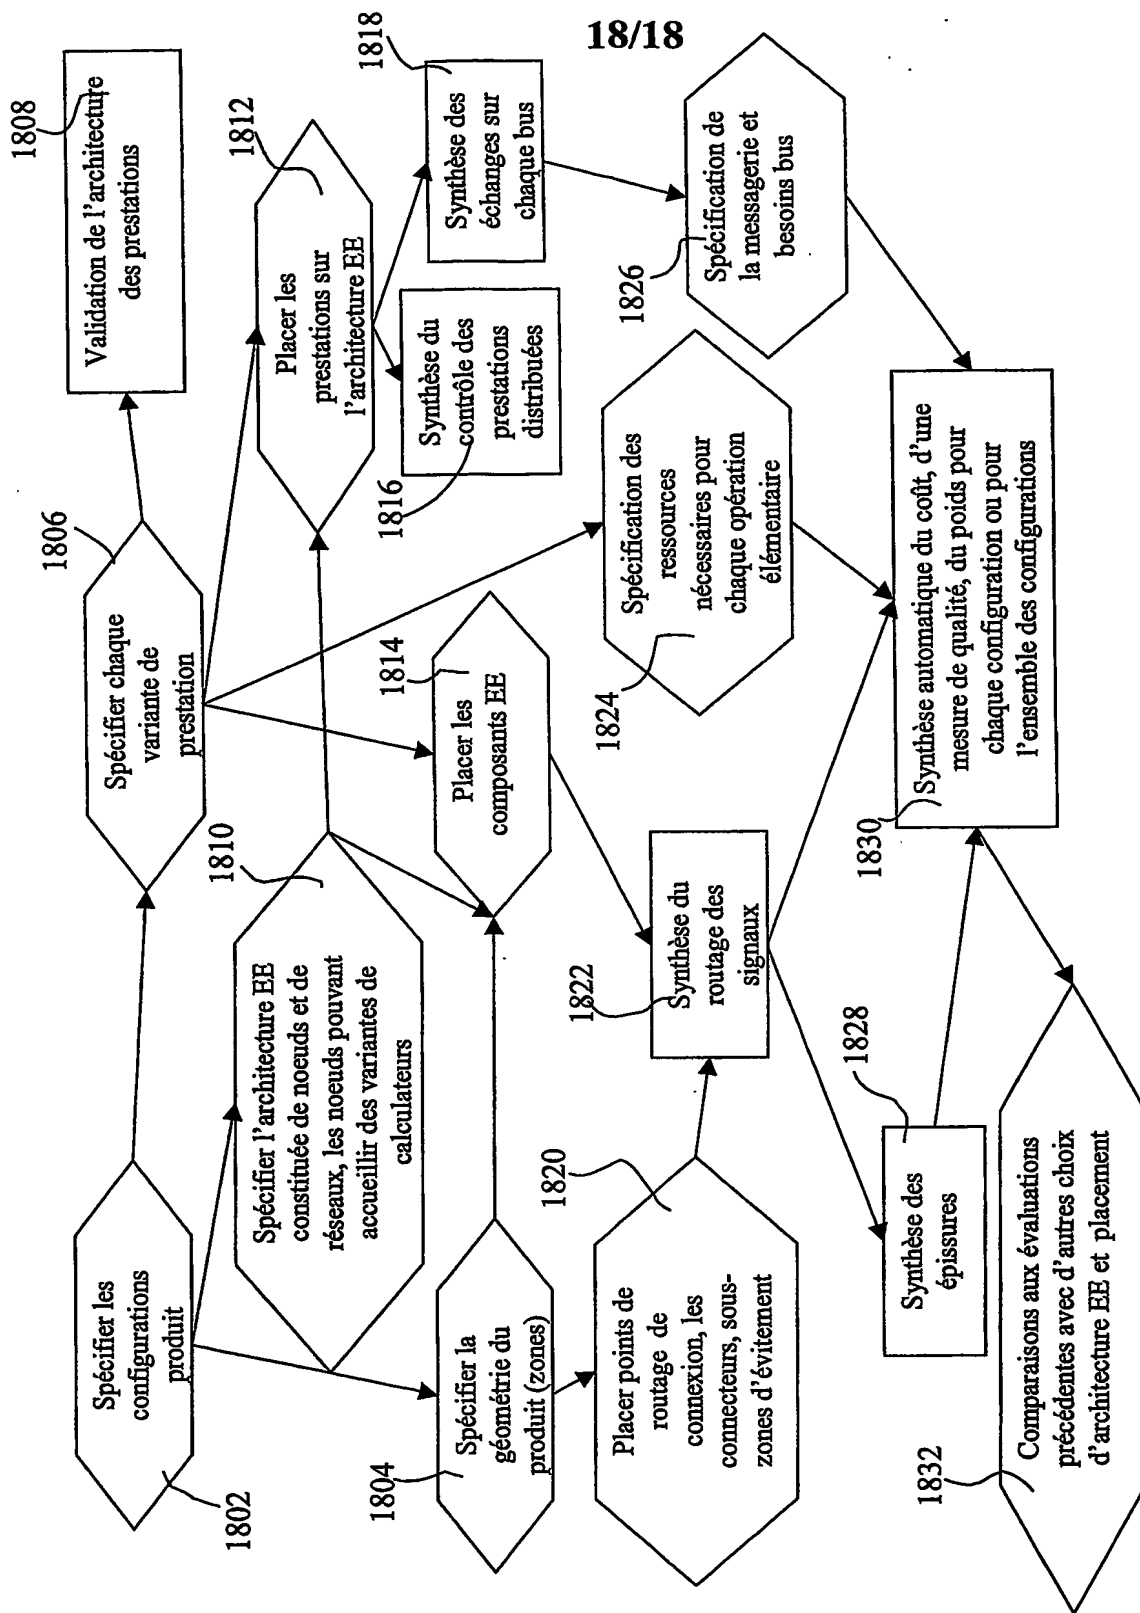 18/18
1802
Spécifier les
configurations
produit
1806
Spécifier chaque
variante de
prestation
1808
Validation de l'architecture
des prestations
1810
Spécifier l'architecture EE
constituée de noeuds et de
réseaux, les noeuds pouvant
accueillir des variantes de
calculateurs
1812
Placer les
prestations sur
l'architecture EE
1804
Spécifier la
géométrie du
produit (zones)
1814
Placer les
composants EE
1816
Synthèse du
contrôle des
prestations
distribuées
1818
Synthèse des
échanges sur
chaque bus
1820
Placer points de
routage de
connexion, les
connecteurs, sous-
zones d'évitement
1822
Synthèse du
routage des
signaux
1824
Spécification des
ressources
nécessaires pour
chaque opération
élémentaire
1826
Spécification de
la messagerie et
besoins bus
1828
Synthèse des
épissures
1830
Synthèse automatique du coût, d'une
mesure de qualité, du poids pour
chaque configuration ou pour
l'ensemble des configurations
1832
Comparaisons aux évaluations
précédentes avec d'autres choix
d'architecture EE et placement